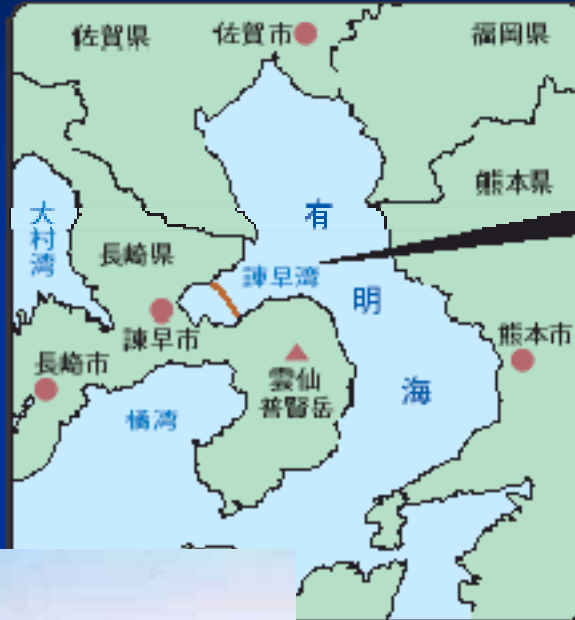 佐賀県
佐賀市
福岡県
熊本県
大村湾
有明海
長崎県
諫早湾
諫早市
熊本市
長崎市
雲仙
普賢岳
橘湾